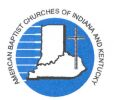 AMERICAN BAPTIST CHURCHES OF INDIANA AND KENTUCKY